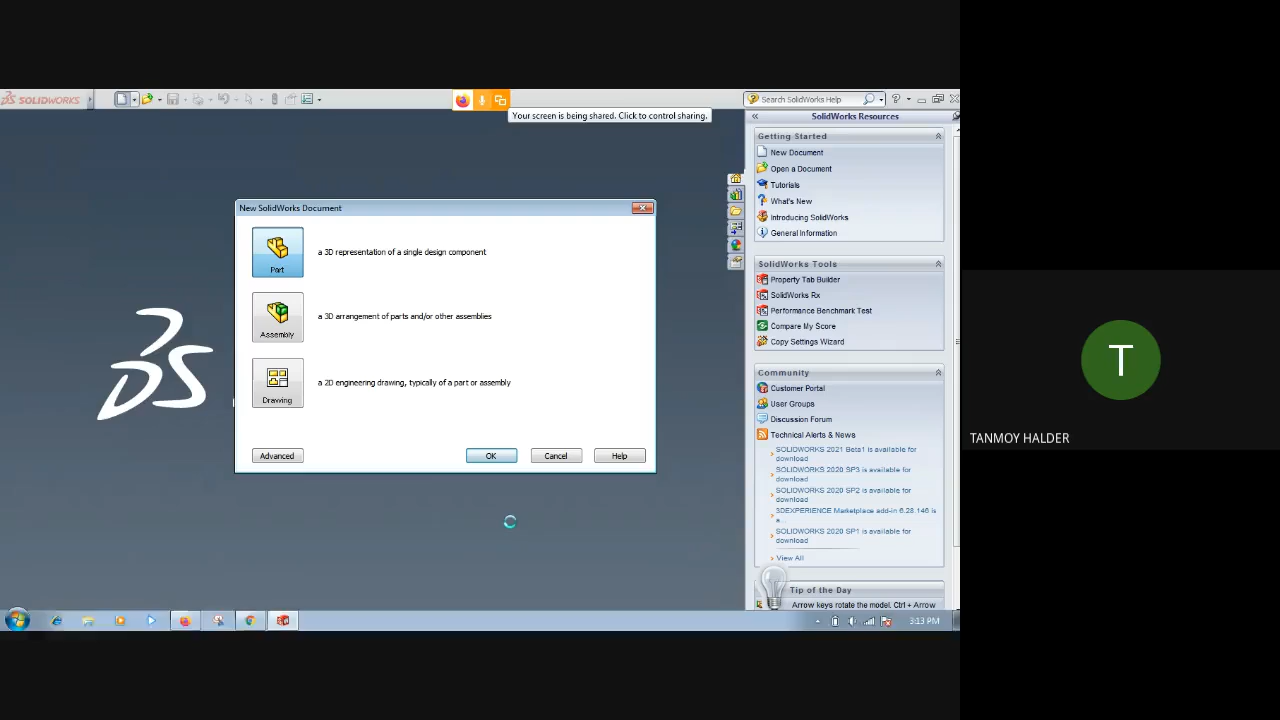 SOLIDWORKS
Search SolidWorks Help
Your screen is being shared. Click to control sharing.
SolidWorks Resources
Getting Started
New Document
Open a Document
Tutorials
What's New
Introducing SolidWorks
General Information
New SolidWorks Document
Part
a 3D representation of a single design component
Assembly
a 3D arrangement of parts and/or other assemblies
Drawing
a 2D engineering drawing, typically of a part or assembly
Advanced
OK
Cancel
Help
SolidWorks Tools
Property Tab Builder
SolidWorks Rx
Performance Benchmark Test
Compare My Score
Copy Settings Wizard
Community
Customer Portal
User Groups
Discussion Forum
Technical Alerts & News
SOLIDWORKS 2021 Beta1 is available for
download
SOLIDWORKS 2020 SP3 is available for
download
SOLIDWORKS 2020 SP2 is available for
download
3DEXPERIENCE Marketplace add-in 6.28.146 is
a...
SOLIDWORKS 2020 SP1 is available for
download
View All
Tip of the Day
Arrow keys rotate the model. Ctrl + Arrow
3:13 PM
T
TANMOY HALDER